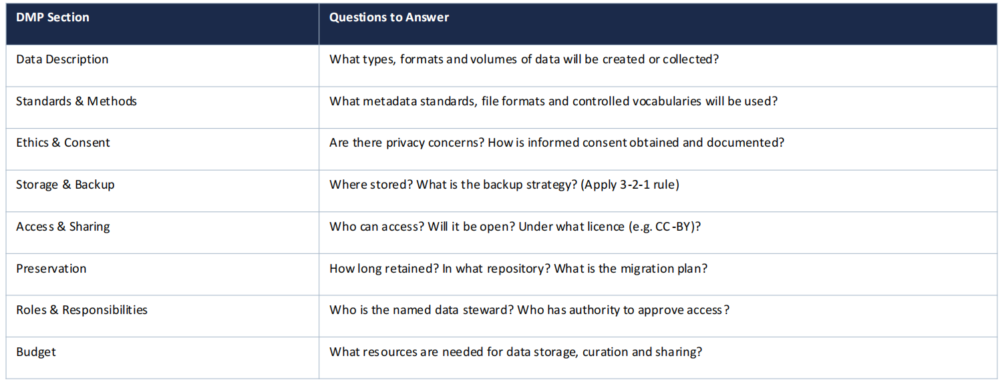 DMP Section
Questions to Answer
Data Description
What types, formats and volumes of data will be created or collected?
Standards & Methods
What metadata standards, file formats and controlled vocabularies will be used?
Ethics & Consent
Are there privacy concerns? How is informed consent obtained and documented?
Storage & Backup
Where stored? What is the backup strategy? (Apply 3-2-1 rule)
Access & Sharing
Who can access? Will it be open? Under what licence (e.g. CC-BY)?
Preservation
How long retained? In what repository? What is the migration plan?
Roles & Responsibilities
Who is the named data steward? Who has authority to approve access?
Budget
What resources are needed for data storage, curation and sharing?